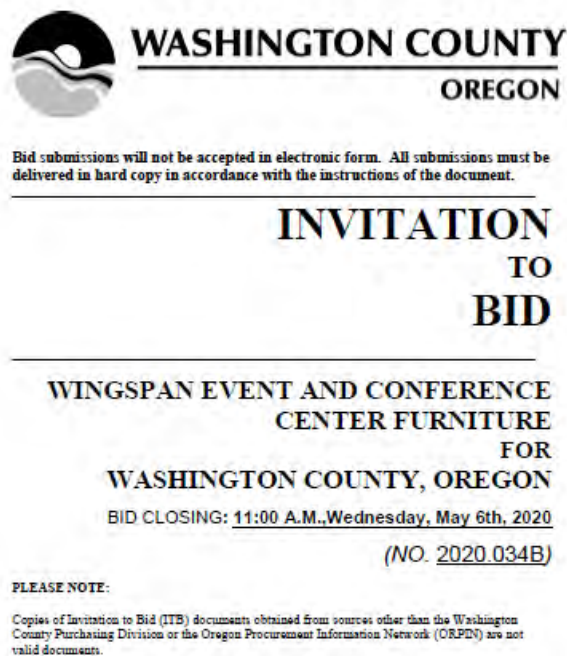 WASHINGTON COUNTY
OREGON
Bid submissions will not be accepted in electronic form. All submissions must be
delivered in hard copy in accordance with the instructions of the document.
INVITATION
TO
BID
WINGSPAN EVENT AND CONFERENCE
CENTER FURNITURE
FOR
WASHINGTON COUNTY, OREGON
BID CLOSING: 11:00 A.M.,Wednesday, May 6th, 2020
(NO. 2020.034B)
PLEASE NOTE:
Copies of Invitation to Bid (ITB) documents obtained from sources other than the Washington
County Purchasing Division or the Oregon Procurement Information Network (ORPIN) are not
valid documents.